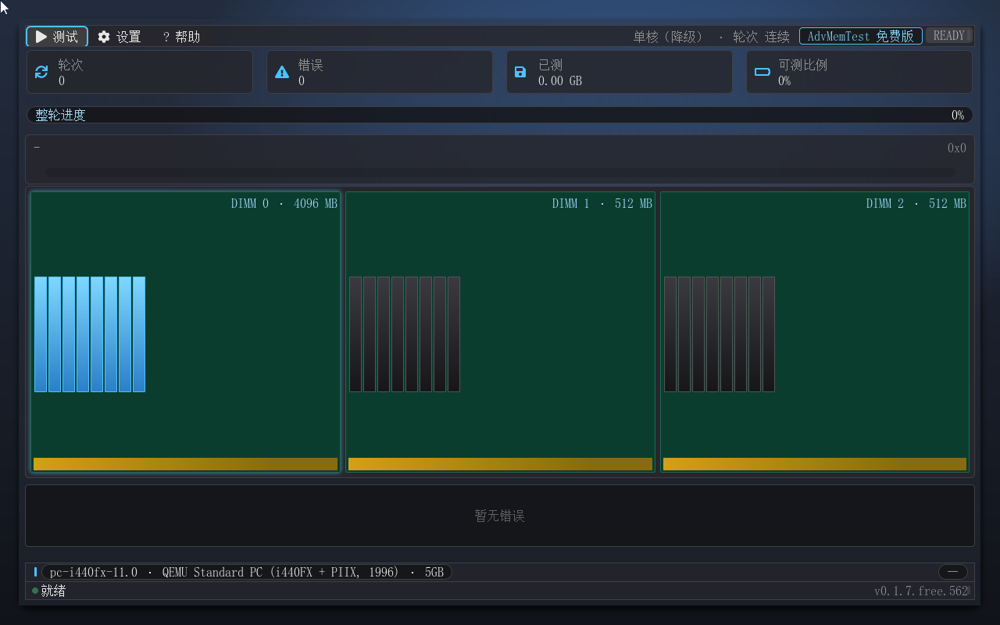 测试 设置 ? 帮助 单核（降级） · 轮次 连续 AdvMemTest 免费版 READY
轮次 错误 已测 可测比例
0 0 0.00 GB 0%
整轮进度 0%
– 0x0
DIMM 0 · 4096 MB DIMM 1 · 512 MB DIMM 2 · 512 MB
暂无错误
pc-i440fx-11.0 · QEMU Standard PC (i440FX + PIIX, 1996) · 5GB —
就绪 v0.1.7.free.562